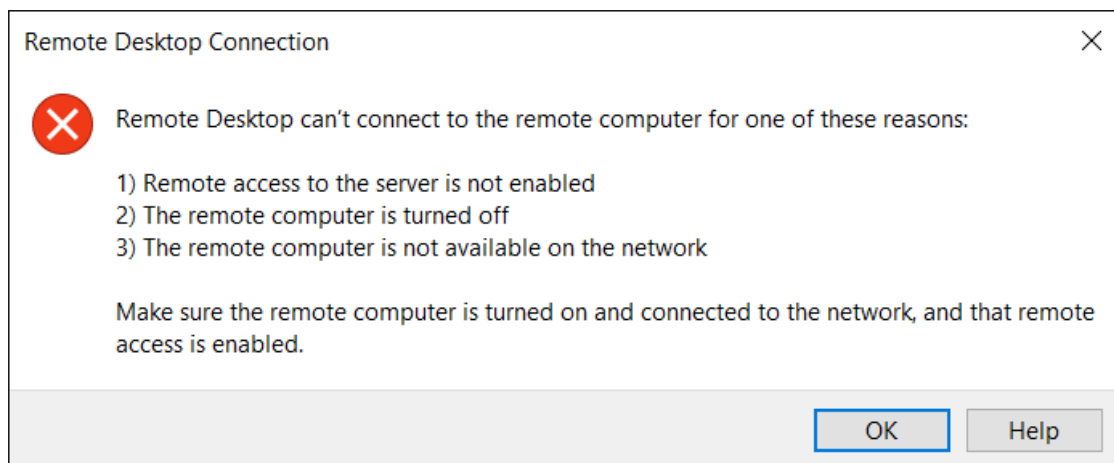 Remote Desktop Connection
Remote Desktop can't connect to the remote computer for one of these reasons:
1) Remote access to the server is not enabled
2) The remote computer is turned off
3) The remote computer is not available on the network
Make sure the remote computer is turned on and connected to the network, and that remote
access is enabled.
OK
Help